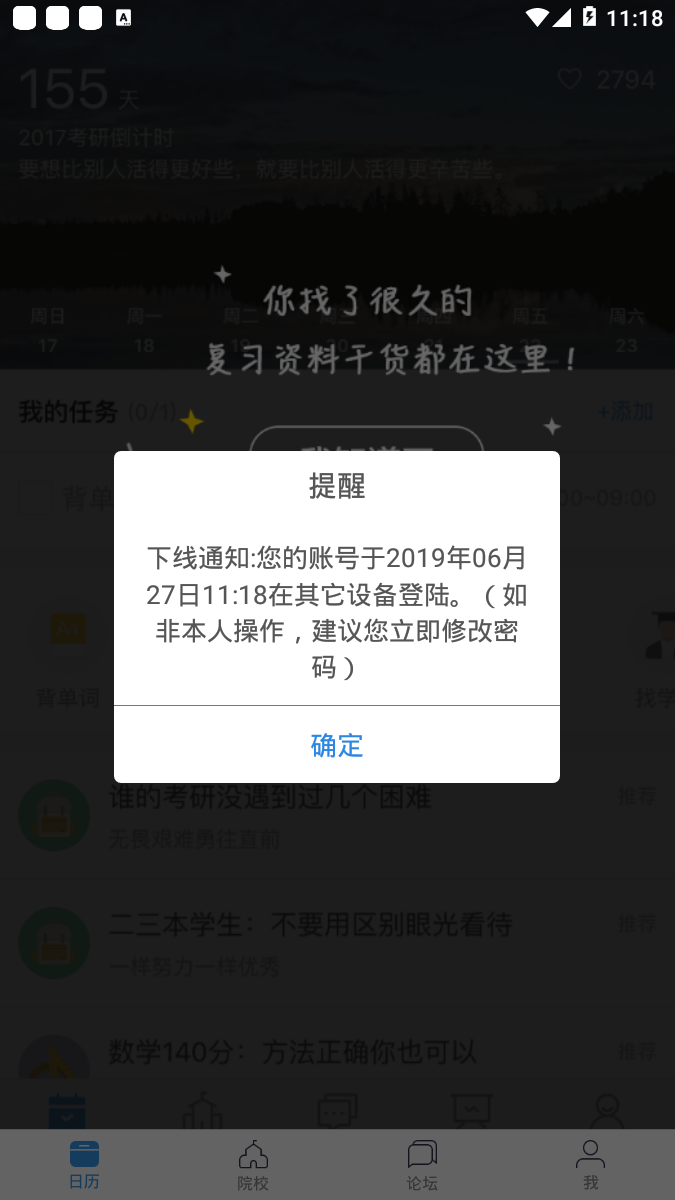 11:18
155 天
2794
2017考研倒计时
要想比别人活得更好些，就要比别人活得更辛苦些。
你找了很久的
周日 周一 周二 周三 周四 周五 周六
17 18 19 20 21 22 23
复习资料干货都在这里！
我的任务 (0/1) +添加
提醒
背单
00~09:00
下线通知:您的账号于2019年06月
27日11:18在其它设备登陆。（如
非本人操作，建议您立即修改密
码）
背单词
找学
确定
谁的考研没遇到过几个困难 推荐
无畏艰难勇往直前
二三本学生：不要用区别眼光看待 推荐
一样努力一样优秀
数学140分：方法正确你也可以 推荐
日历 院校 论坛 我